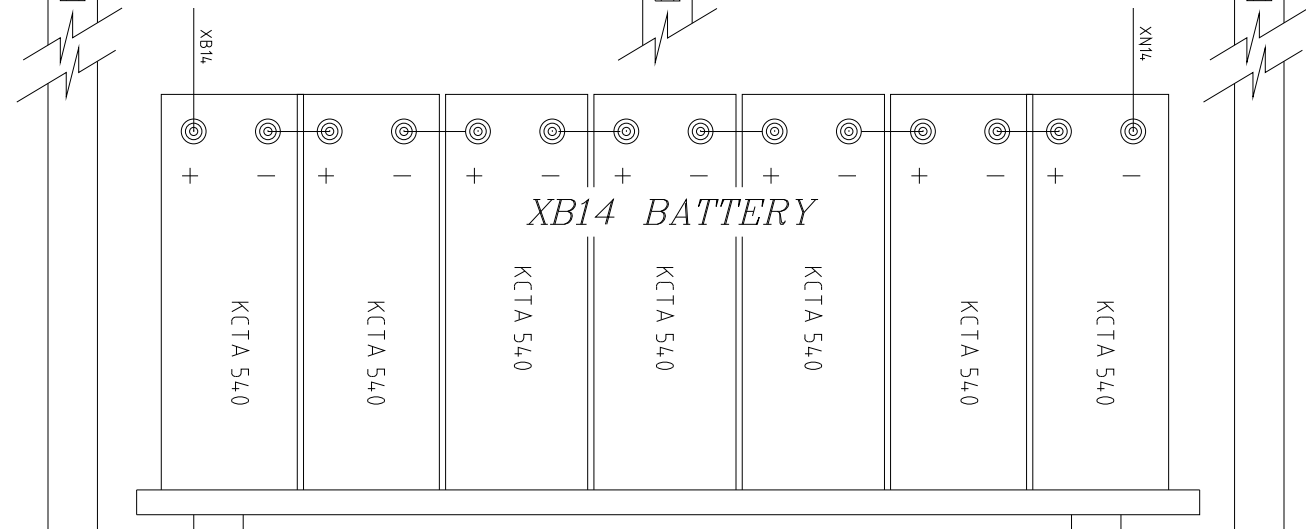 XB14
XN14
+ − + − + − + − + − + − + −
XB14 BATTERY
KCTA 540
KCTA 540
KCTA 540
KCTA 540
KCTA 540
KCTA 540
KCTA 540